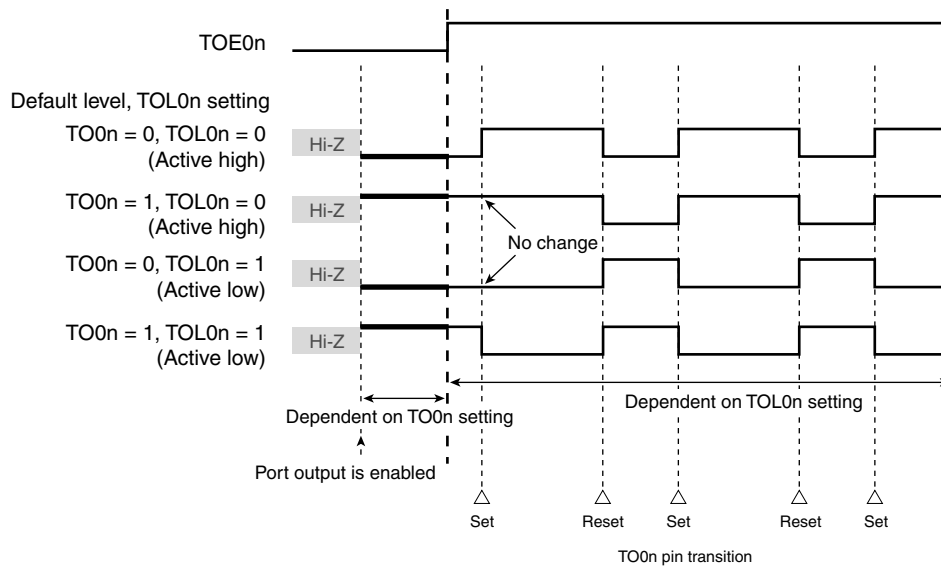 TOE0n
Default level, TOL0n setting
TO0n = 0, TOL0n = 0
(Active high)
Hi-Z
TO0n = 1, TOL0n = 0
(Active high)
Hi-Z
No change
TO0n = 0, TOL0n = 1
(Active low)
Hi-Z
TO0n = 1, TOL0n = 1
(Active low)
Hi-Z
Dependent on TO0n setting
Dependent on TOL0n setting
Port output is enabled
Set
Reset
Set
Reset
Set
TO0n pin transition